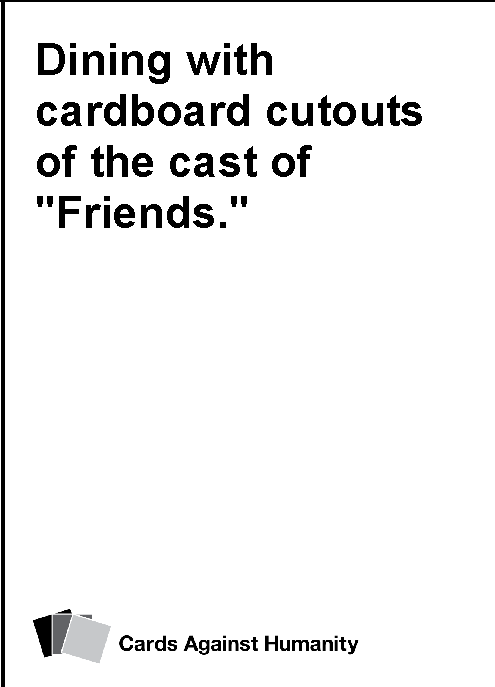 Dining with
cardboard cutouts
of the cast of
"Friends."
Cards Against Humanity